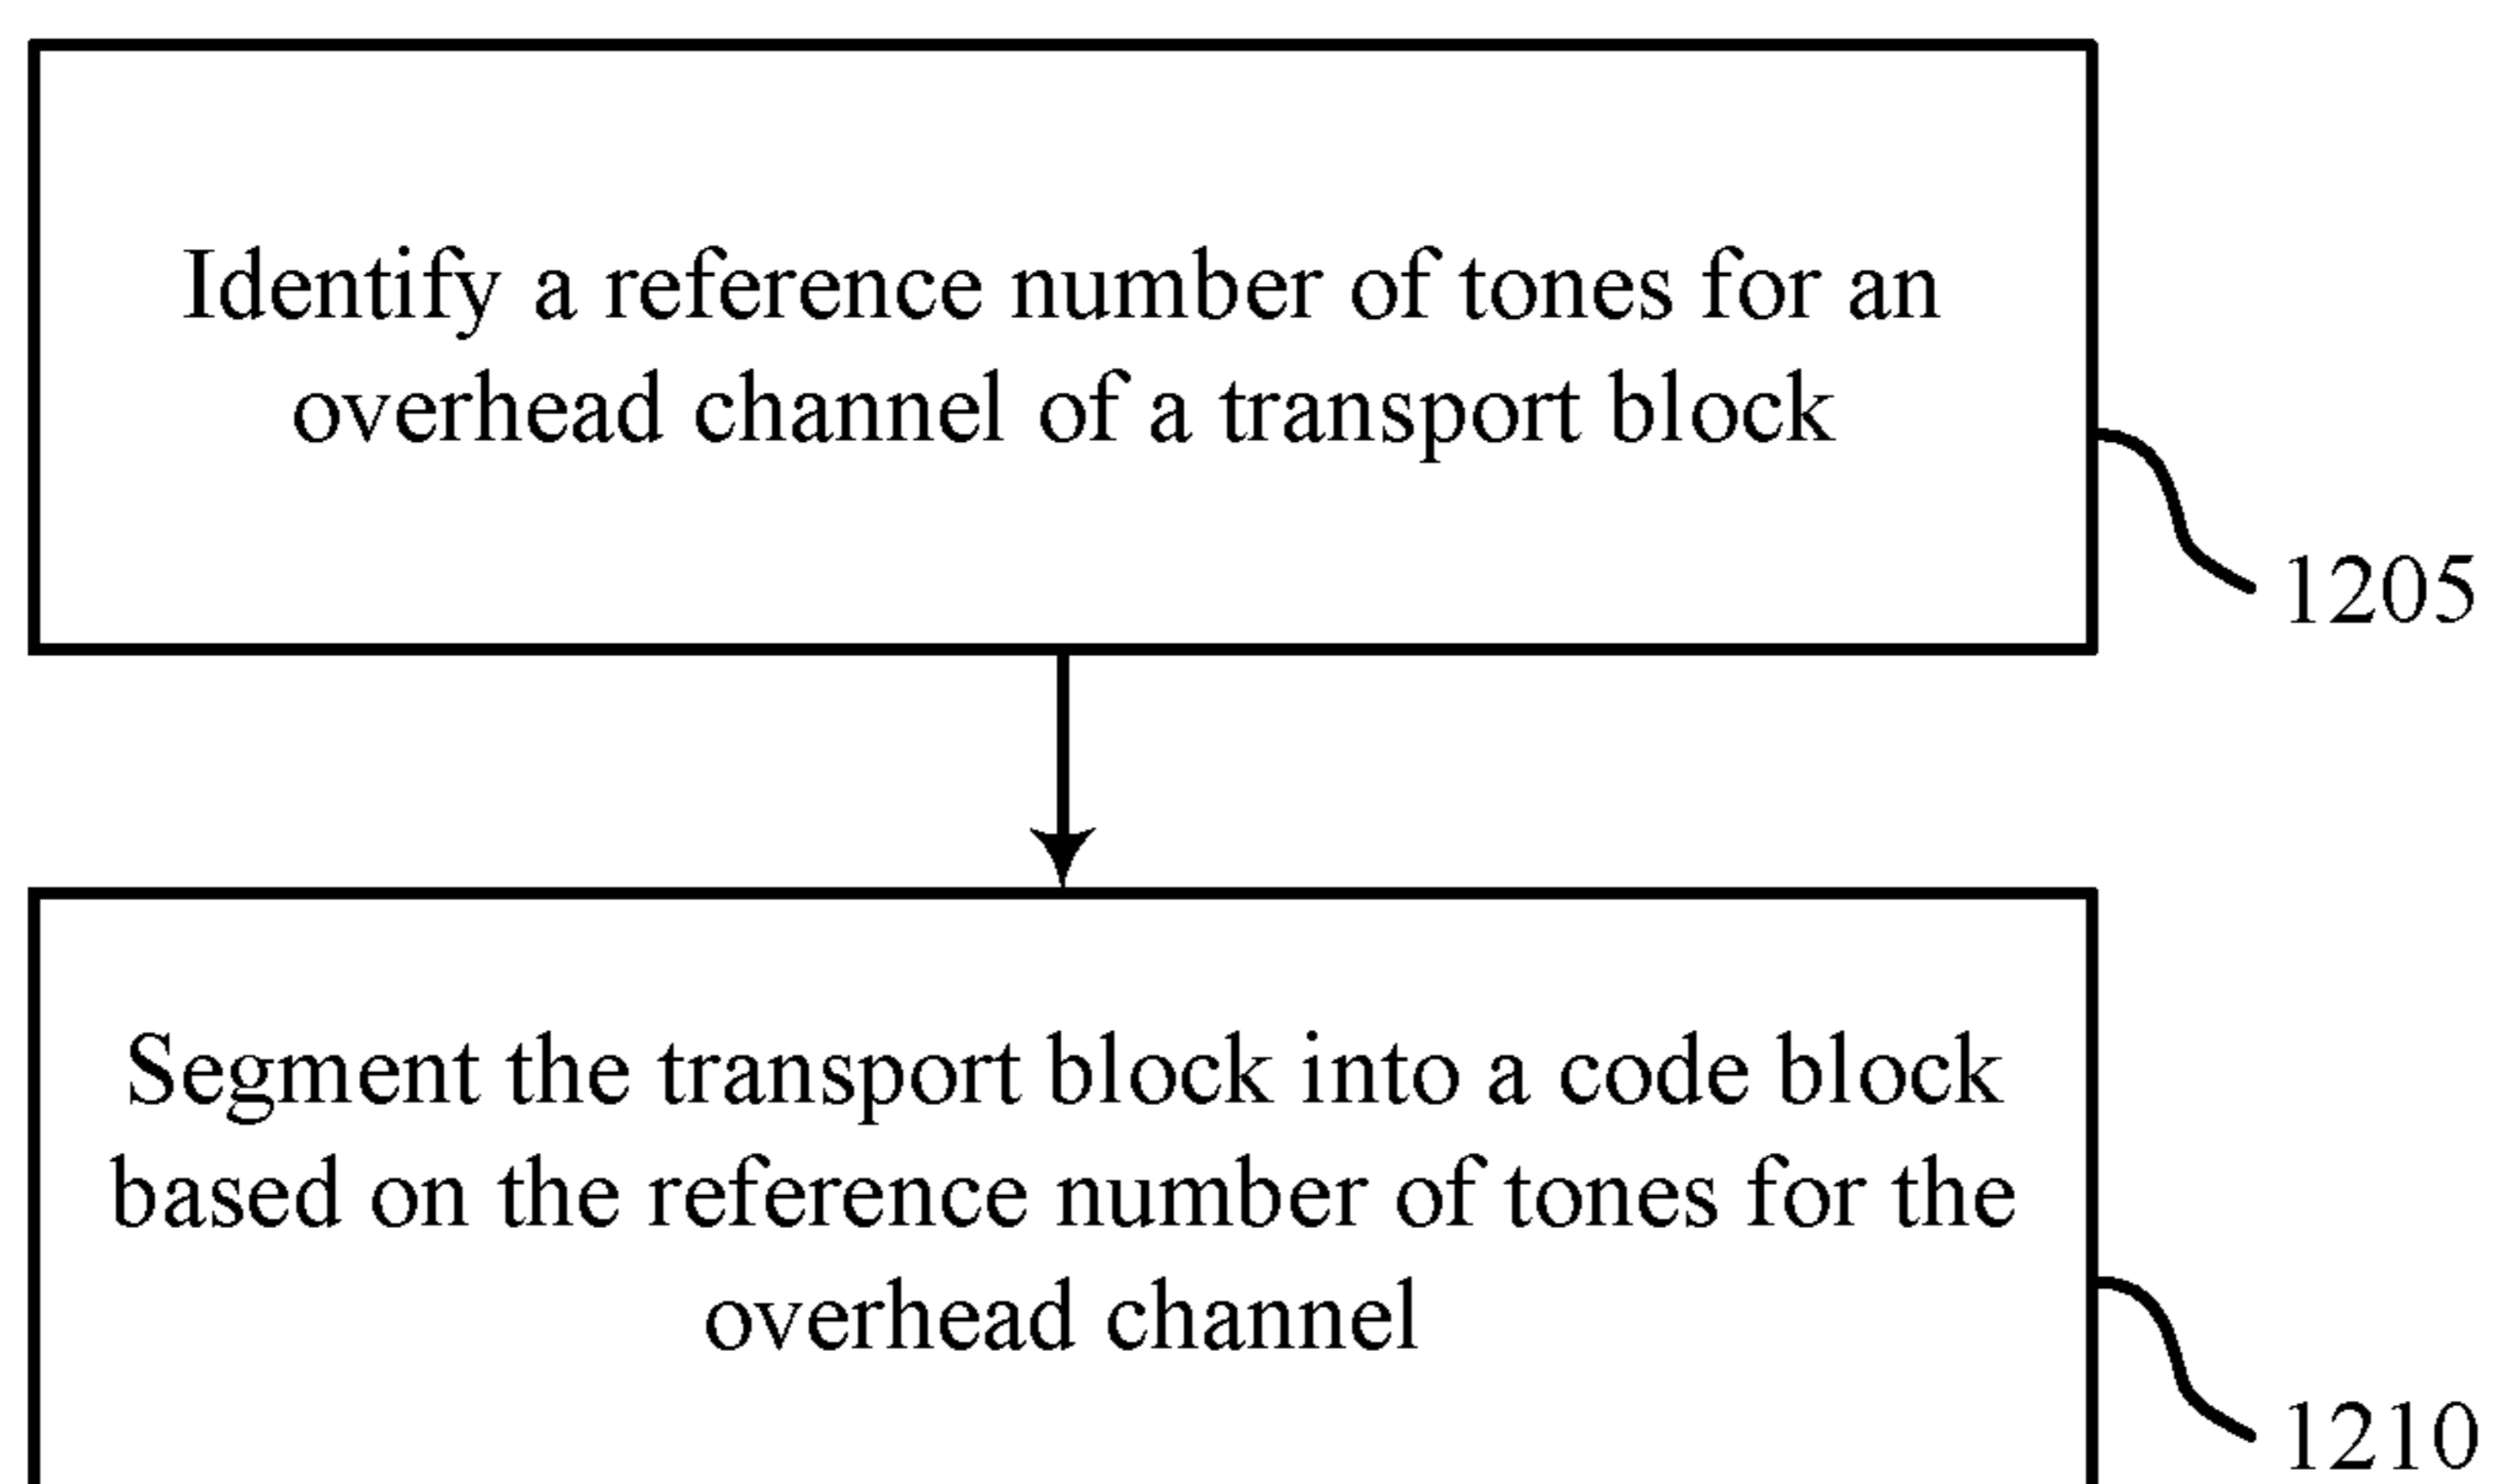 Identify a reference number of tones for an
overhead channel of a transport block
1205
Segment the transport block into a code block
based on the reference number of tones for the
overhead channel
1210